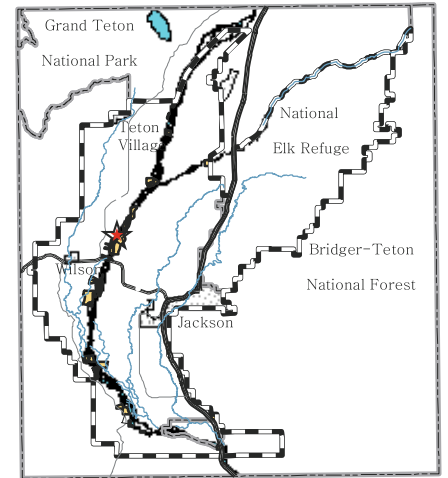 Grand Teton
National Park
Teton
Village
National
Elk Refuge
Wilson
Bridger-Teton
National Forest
Jackson